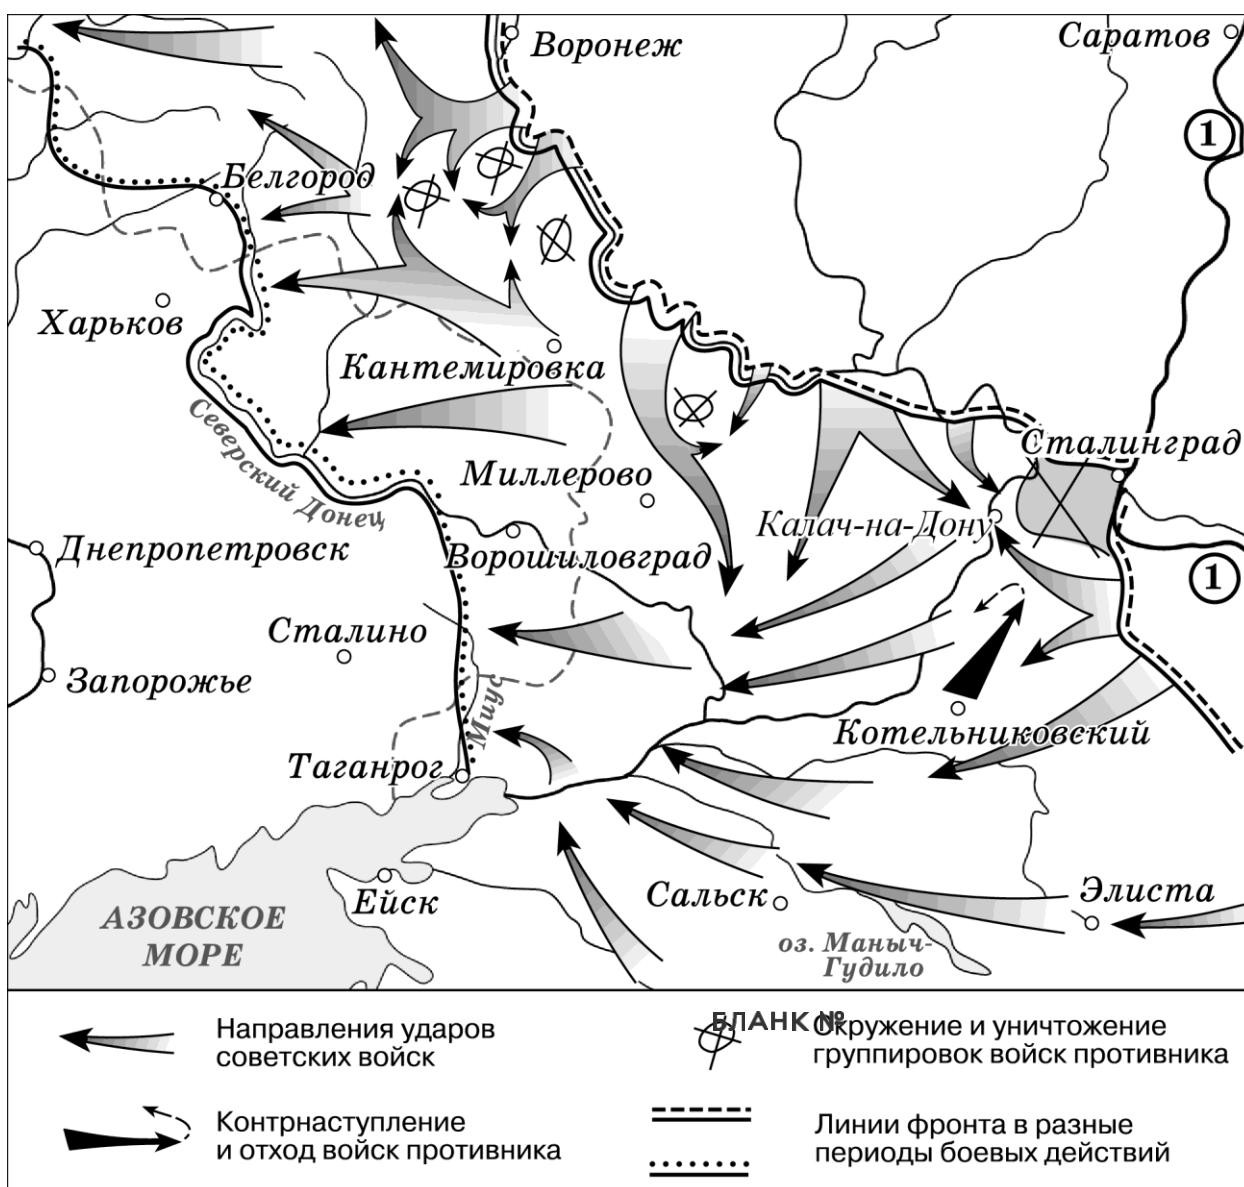 Воронеж
Саратов
1
Белгород
Харьков
Кантемировка
Северский Донец
Сталинград
Миллерово
Калач-на-Дону
Днепропетровск
Ворошиловград
1
Сталино
Запорожье
Миус
Котельниковский
Таганрог
Ейск
Сальск
Элиста
АЗОВСКОЕ
МОРЕ
оз. Маныч-
Гудило
Направления ударов
советских войск
БЛАНК №
Окружение и уничтожение
группировок войск противника
Контрнаступление
и отход войск противника
Линии фронта в разные
периоды боевых действий